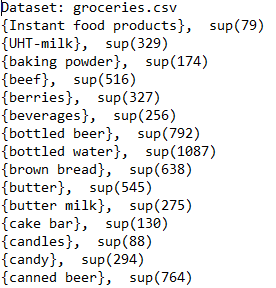 Dataset: groceries.csv
{Instant food products},  sup(79)
{UHT-milk},  sup(329)
{baking powder},  sup(174)
{beef},  sup(516)
{berries},  sup(327)
{beverages},  sup(256)
{bottled beer},  sup(792)
{bottled water},  sup(1087)
{brown bread},  sup(638)
{butter},  sup(545)
{butter milk},  sup(275)
{cake bar},  sup(130)
{candles},  sup(88)
{candy},  sup(294)
{canned beer},  sup(764)